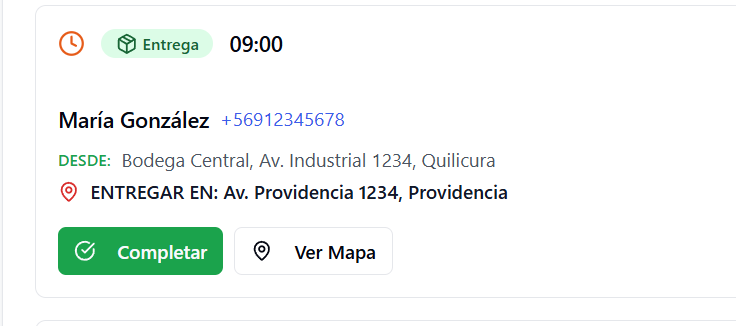 Entrega 09:00
María González +56912345678
DESDE: Bodega Central, Av. Industrial 1234, Quilicura
ENTREGAR EN: Av. Providencia 1234, Providencia
Completar Ver Mapa